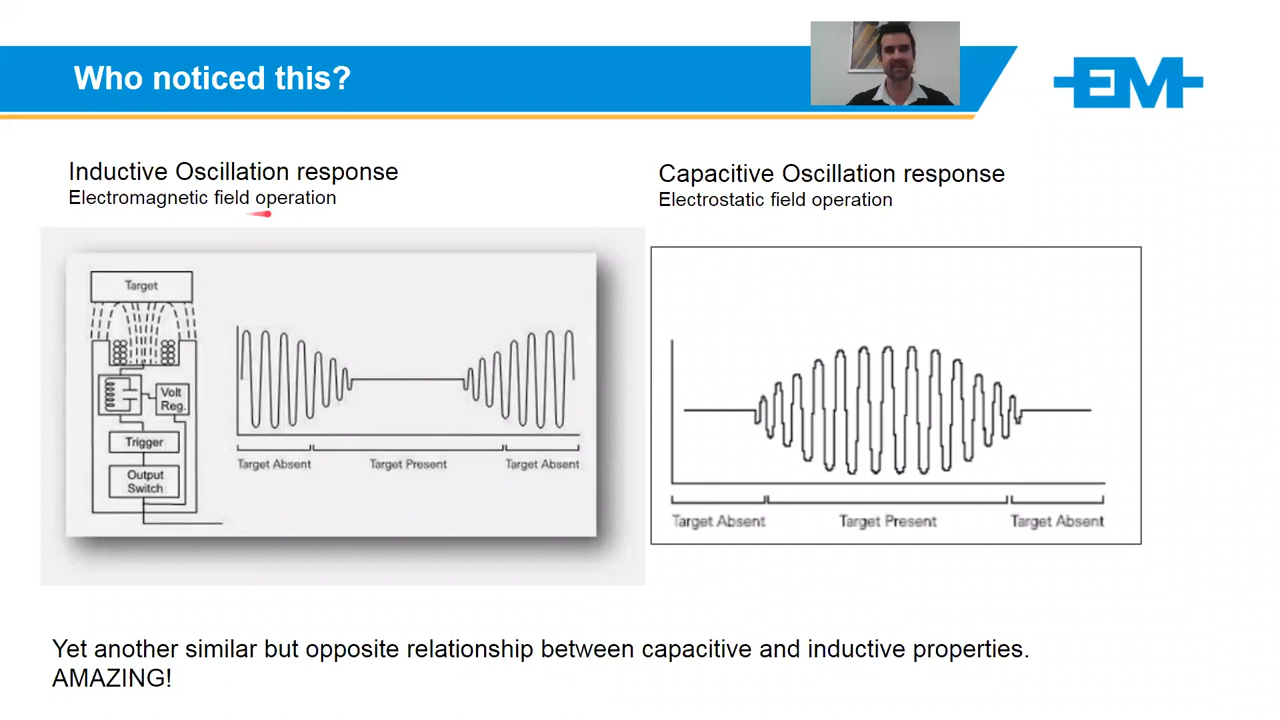 Who noticed this?
EM
Inductive Oscillation response
Electromagnetic field operation
Capacitive Oscillation response
Electrostatic field operation
Target
Volt
Reg.
Trigger
Output
Switch
Target Absent
Target Present
Target Absent
Target Absent
Target Present
Target Absent
Yet another similar but opposite relationship between capacitive and inductive properties.
AMAZING!